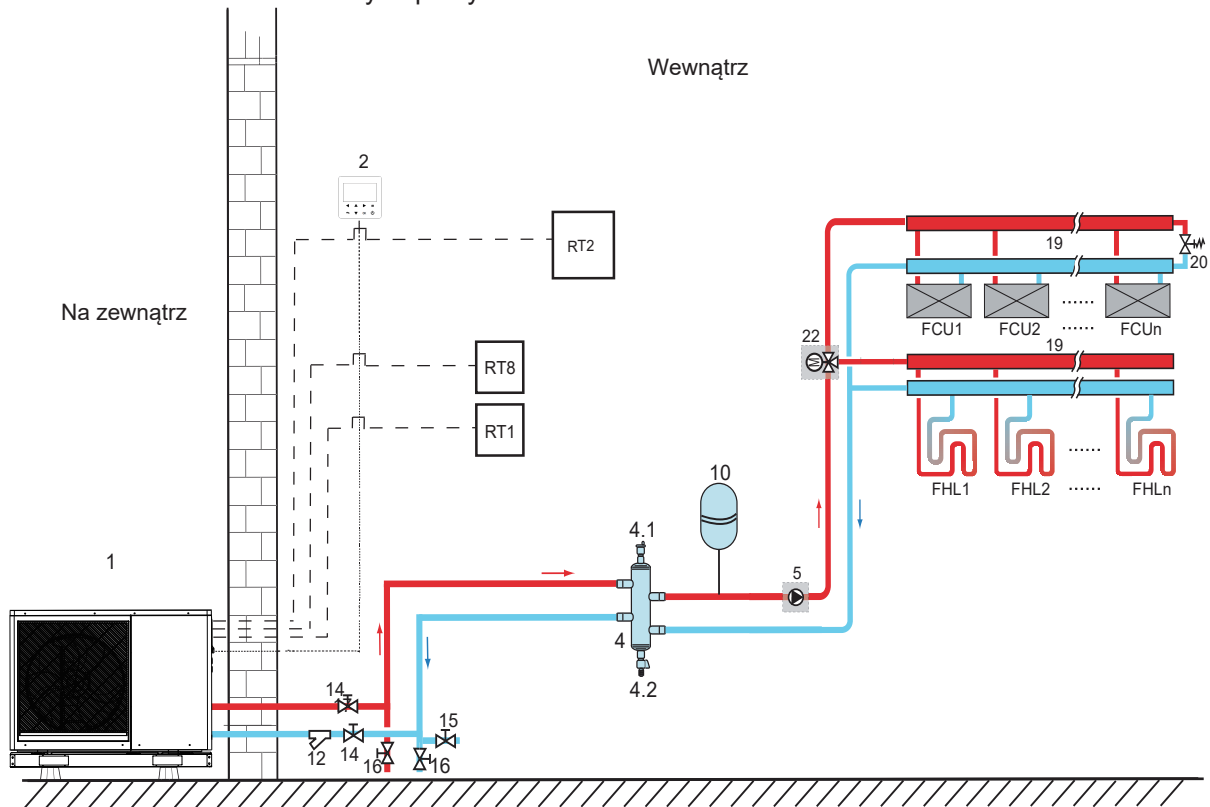 Wewnątrz
2
RT2
19
20
Na zewnątrz
FCU1 FCU2 ...... FCUn
......
22
19
RT8
RT1
......
FHL1 FHL2 ...... FHLn
10
4.1
1
5
4
4.2
14
15
12 14
16 16